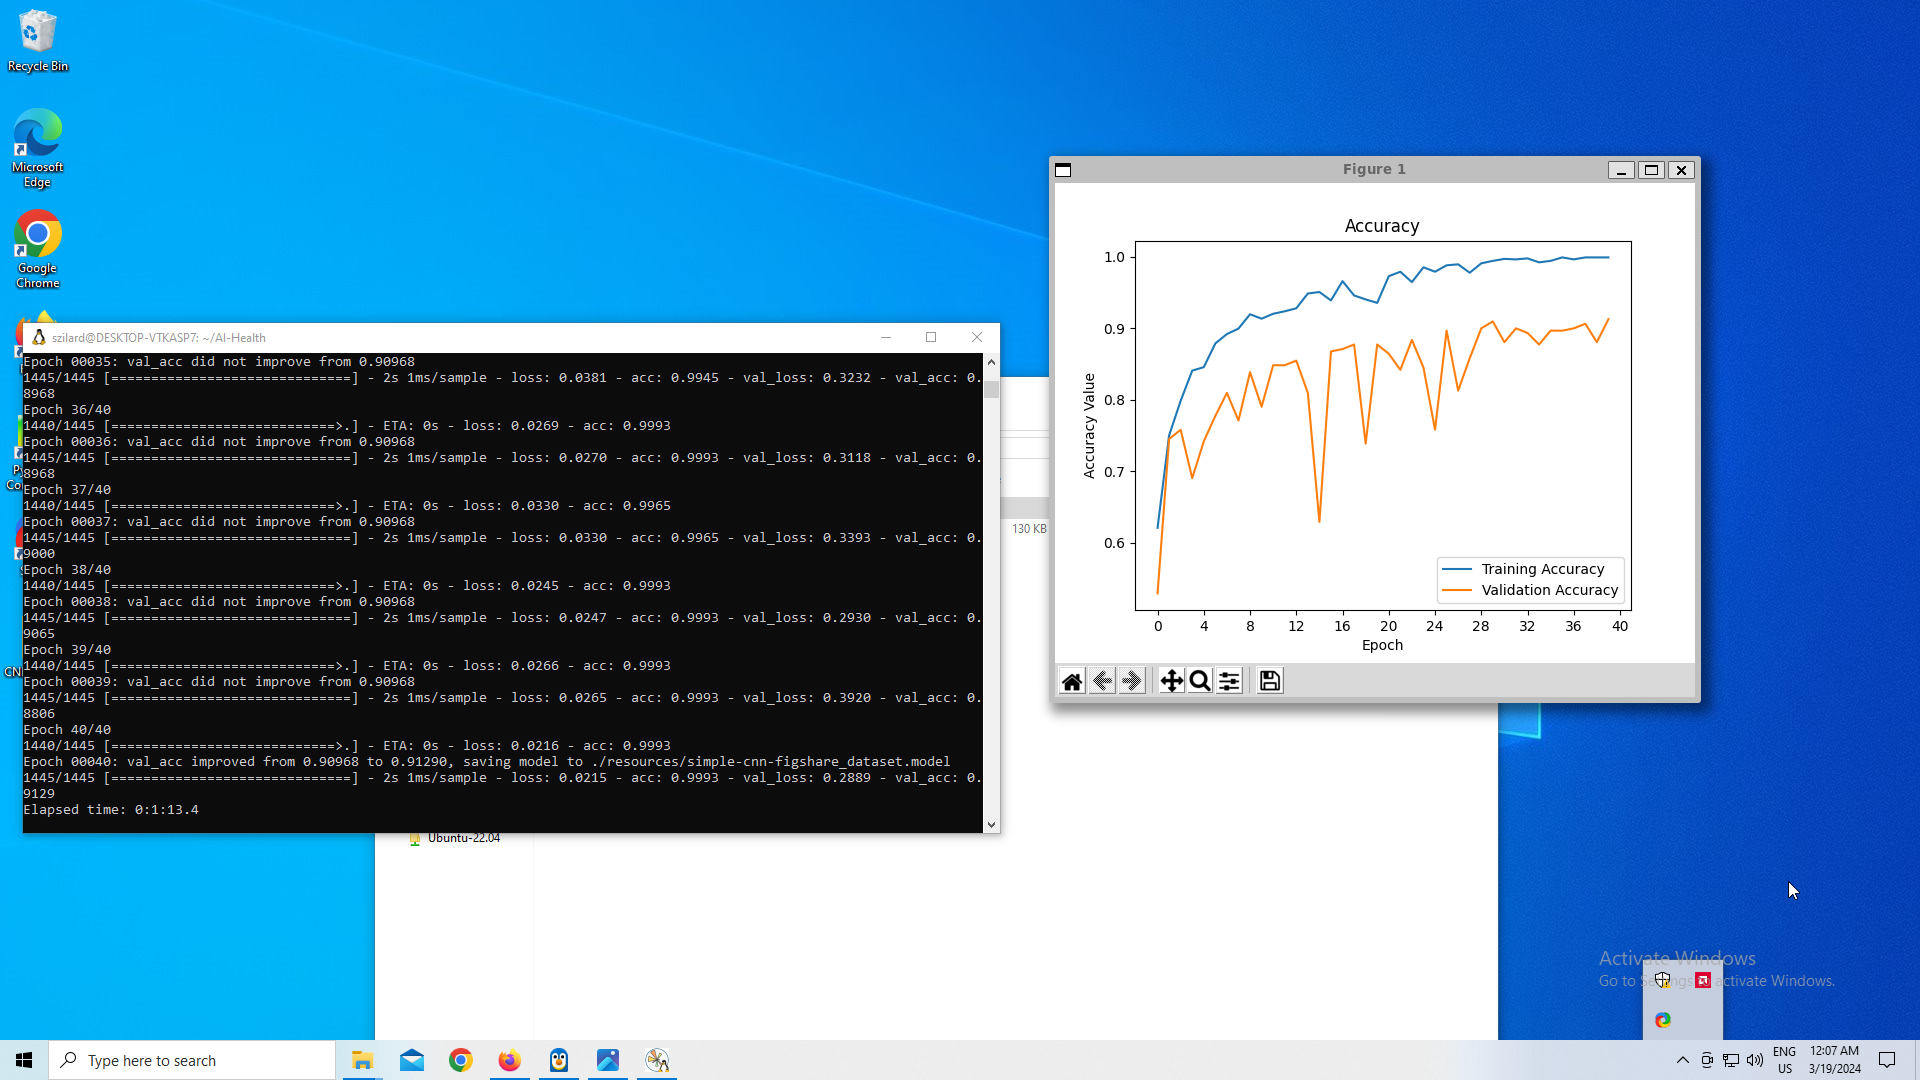 Recycle Bin
Microsoft
Edge
Google
Chrome
szilard@DESKTOP-VTKASP7: ~/AI-Health
Epoch 00035: val_acc did not improve from 0.90968
1445/1445 [==============================] - 2s 1ms/sample - loss: 0.0381 - acc: 0.9945 - val_loss: 0.3232 - val_acc: 0.
8968
Epoch 36/40
1440/1445 [============================>.] - ETA: 0s - loss: 0.0269 - acc: 0.9993
Epoch 00036: val_acc did not improve from 0.90968
1445/1445 [==============================] - 2s 1ms/sample - loss: 0.0270 - acc: 0.9993 - val_loss: 0.3118 - val_acc: 0.
8968
Epoch 37/40
1440/1445 [============================>.] - ETA: 0s - loss: 0.0330 - acc: 0.9965
Epoch 00037: val_acc did not improve from 0.90968
1445/1445 [==============================] - 2s 1ms/sample - loss: 0.0330 - acc: 0.9965 - val_loss: 0.3393 - val_acc: 0.
9000
Epoch 38/40
1440/1445 [============================>.] - ETA: 0s - loss: 0.0245 - acc: 0.9993
Epoch 00038: val_acc did not improve from 0.90968
1445/1445 [==============================] - 2s 1ms/sample - loss: 0.0247 - acc: 0.9993 - val_loss: 0.2930 - val_acc: 0.
9065
Epoch 39/40
1440/1445 [============================>.] - ETA: 0s - loss: 0.0266 - acc: 0.9993
Epoch 00039: val_acc did not improve from 0.90968
1445/1445 [==============================] - 2s 1ms/sample - loss: 0.0265 - acc: 0.9993 - val_loss: 0.3920 - val_acc: 0.
8806
Epoch 40/40
1440/1445 [============================>.] - ETA: 0s - loss: 0.0216 - acc: 0.9993
Epoch 00040: val_acc improved from 0.90968 to 0.91290, saving model to ./resources/simple-cnn-figshare_dataset.model
1445/1445 [==============================] - 2s 1ms/sample - loss: 0.0215 - acc: 0.9993 - val_loss: 0.2889 - val_acc: 0.
9129
Elapsed time: 0:1:13.4
130 KB
Ubuntu-22.04
Figure 1
Accuracy
Accuracy Value
1.0
0.9
0.8
0.7
0.6
Training Accuracy
Validation Accuracy
0 4 8 12 16 20 24 28 32 36 40
Epoch
Activate Windows
Go to Settings to activate Windows.
Type here to search
ENG
US
12:07 AM
3/19/2024